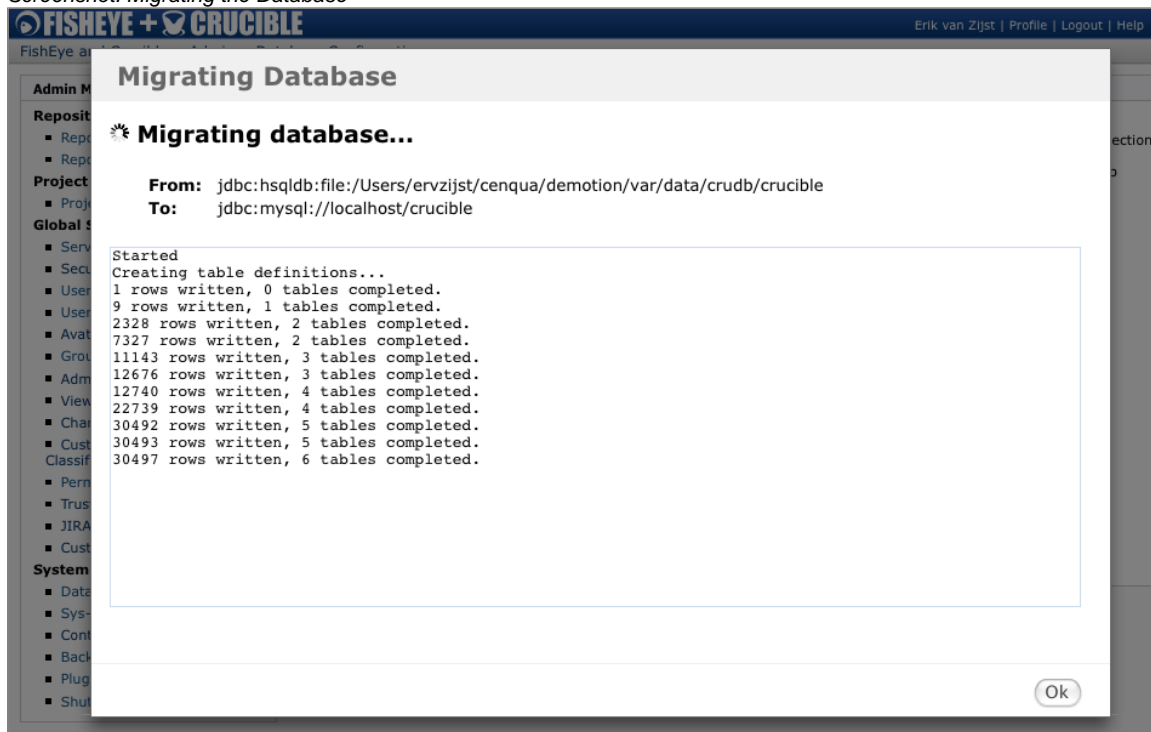 Screenshot: Migrating the Database
FISHEYE + CRUCIBLE
Erik van Zijst | Profile | Logout | Help
FishEye
Migrating Database
Admin
Migrating database...
From: jdbc:hsqldb:file:/Users/ervzijst/cenqua/demotion/var/data/crudb/crucible
To: jdbc:mysql://localhost/crucible
Project
Global
System
Started
Creating table definitions...
1 rows written, 0 tables completed.
9 rows written, 1 tables completed.
2328 rows written, 2 tables completed.
7327 rows written, 2 tables completed.
11143 rows written, 3 tables completed.
12676 rows written, 3 tables completed.
12740 rows written, 4 tables completed.
22739 rows written, 4 tables completed.
30492 rows written, 5 tables completed.
30493 rows written, 5 tables completed.
30497 rows written, 6 tables completed.
Ok